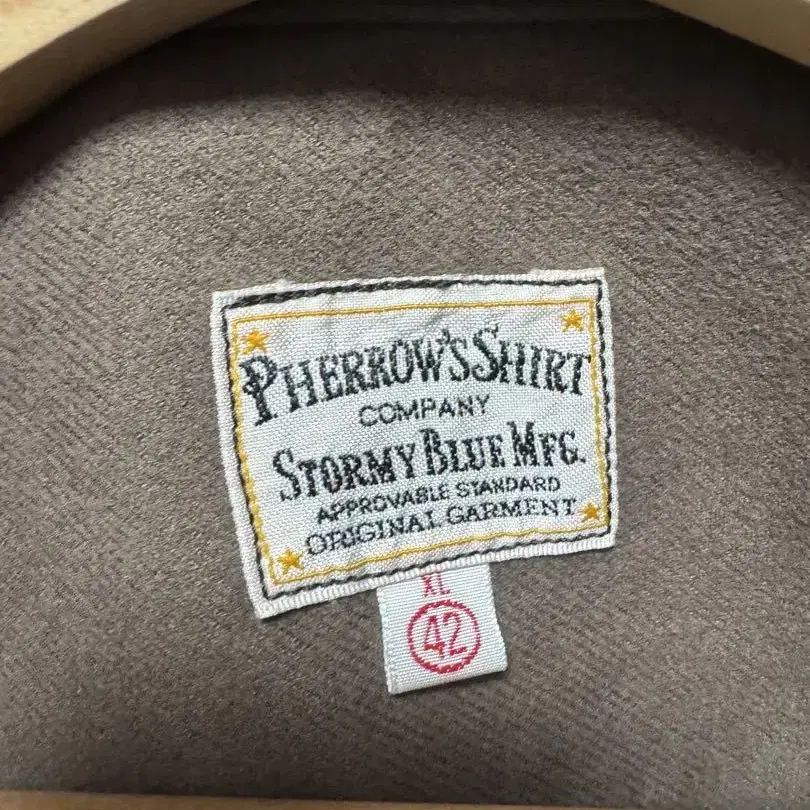 PHERROW'S SHIRT
COMPANY
STORMY BLUE MFG.
APPROVABLE STANDARD
ORIGINAL GARMENT
XL
42